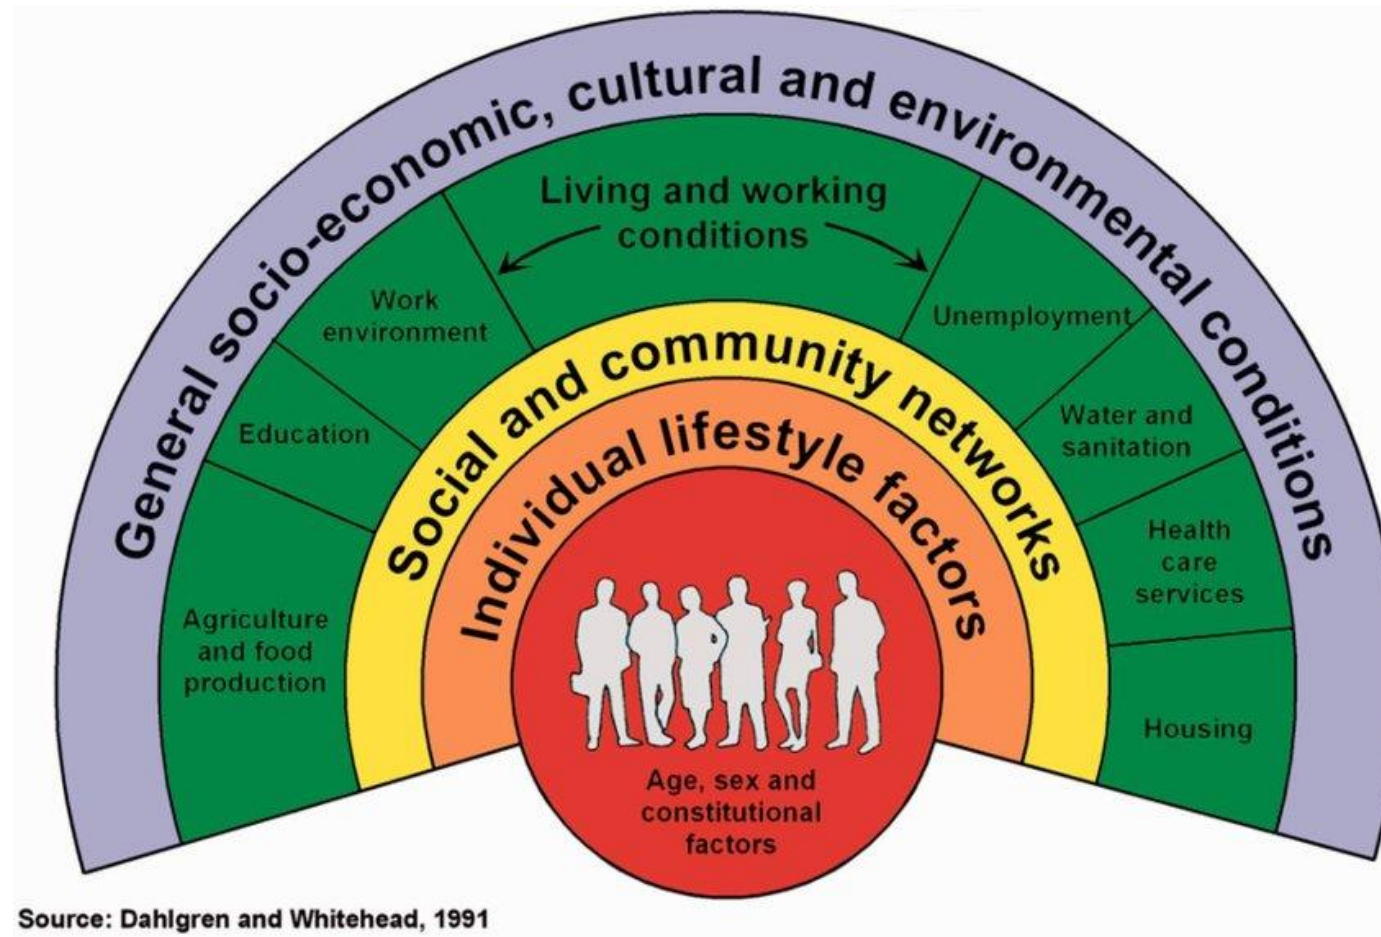 General socio-economic, cultural and environmental conditions
Living and working
conditions
Work
environment
Unemployment
Education
Water and
sanitation
Agriculture
and food
production
Health
care
services
Housing
Social and community networks
Individual lifestyle factors
Age, sex and
constitutional
factors
Source: Dahlgren and Whitehead, 1991